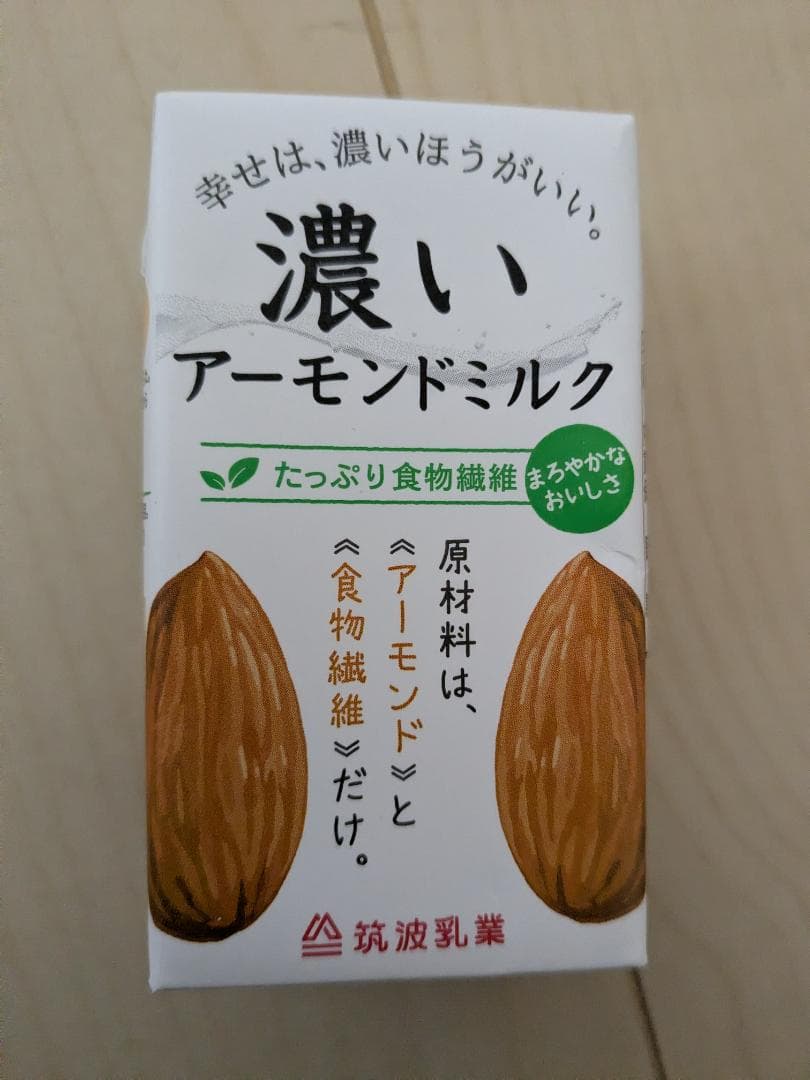 幸せは、濃いほうがいい。
濃い
アーモンドミルク
たっぷり食物繊維
まろやかな
おいしさ
原材料は、
《アーモンド》と
《食物繊維》だけ。
筑波乳業